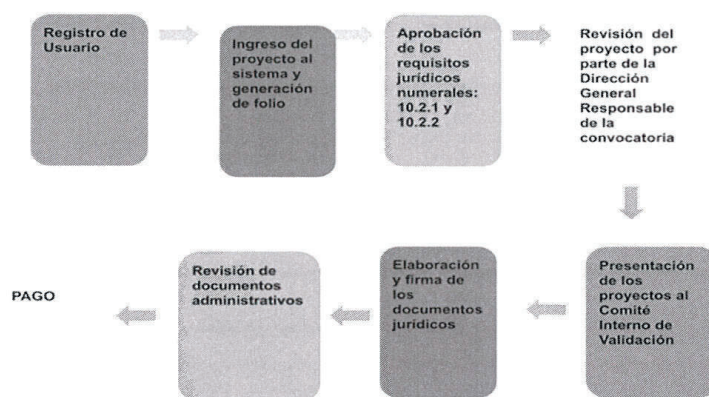 Registro de
Usuario
Ingreso del
proyecto al
sistema y
generación
de folio
Aprobación
de los
requisitos
jurídicos
numerales:
10.2.1 y
10.2.2
Revisión del
proyecto por
parte de la
Dirección
General
Responsable
de la
convocatoria
Presentación
de los
proyectos al
Comité
Interno de
Validación
Elaboración
y firma de
los
documentos
jurídicos
Revisión de
documentos
administrativos
PAGO